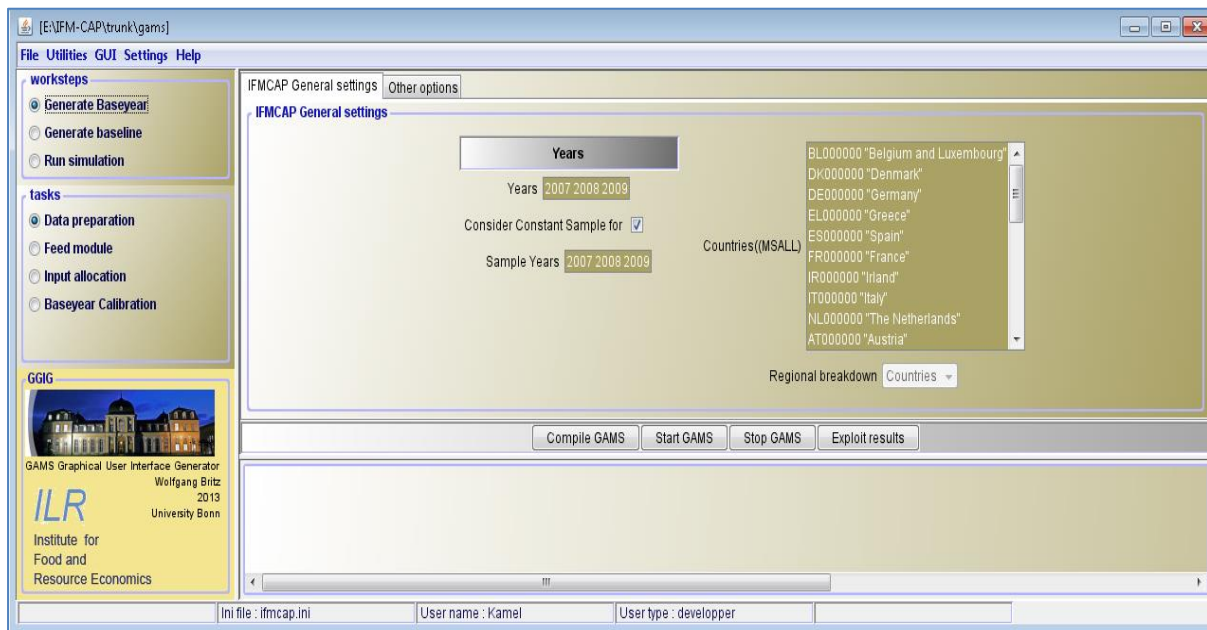 [E:\IFM-CAP\trunk\gams]
File Utilities GUI Settings Help
worksteps
Generate Baseyear
Generate baseline
Run simulation
tasks
Data preparation
Feed module
Input allocation
Baseyear Calibration
GGIG
GAMS Graphical User Interface Generator
Wolfgang Britz
2013
University Bonn
ILR
Institute for
Food and
Resource Economics
IFMCAP General settings
Other options
IFMCAP General settings
Years
Years 2007 2008 2009
Consider Constant Sample for
Sample Years 2007 2008 2009
Countries((MSALL)
BL000000 "Belgium and Luxembourg"
DK000000 "Denmark"
DE000000 "Germany"
EL000000 "Greece"
ES000000 "Spain"
FR000000 "France"
IR000000 "Irland"
IT000000 "Italy"
NL000000 "The Netherlands"
AT000000 "Austria"
Regional breakdown Countries
Compile GAMS Start GAMS Stop GAMS Exploit results
Ini file : ifmcap.ini User name : Kamel User type : developper